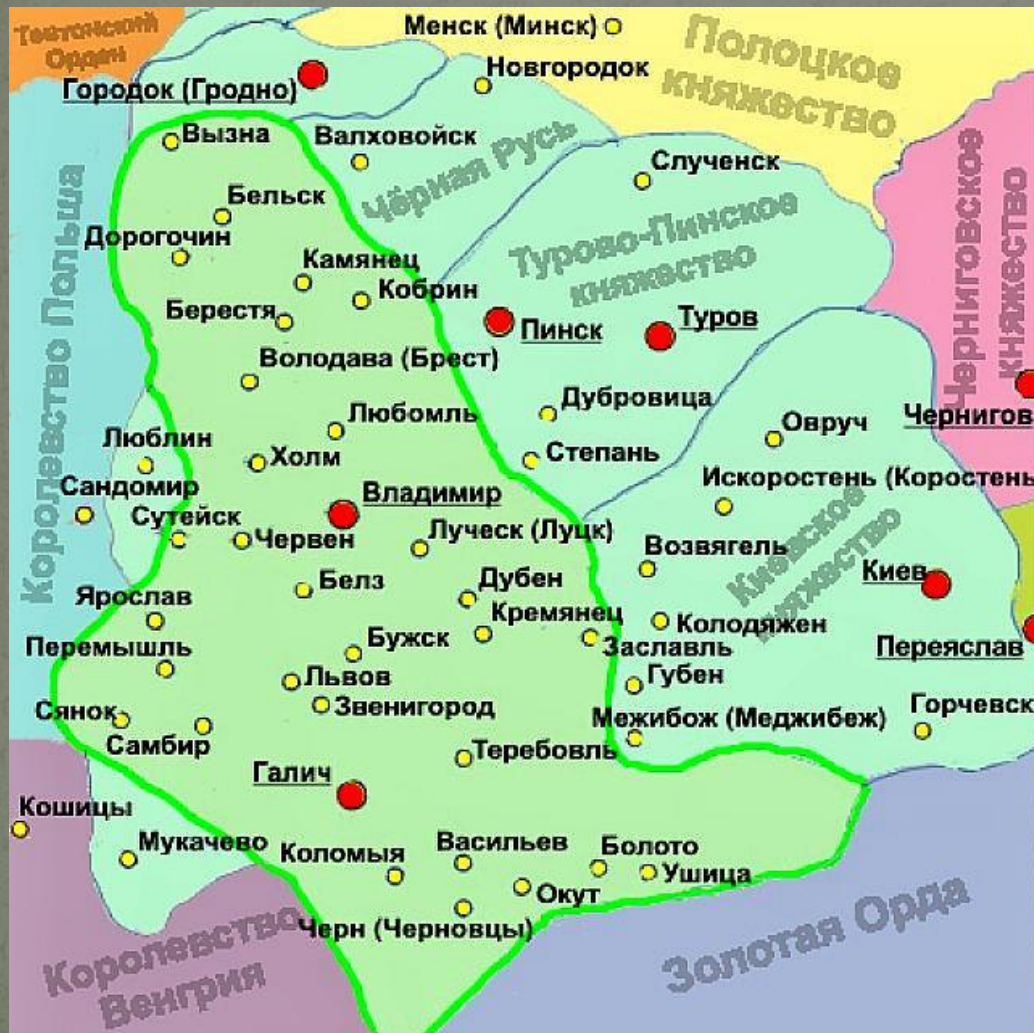 Тевтонский
Орден
Менск (Минск)
Полоцкое
княжество
Новгородок
Городок (Гродно)
Вызна
Валховойск
Чёрная Русь
Слученск
Черниговское
княжество
Королевство Польша
Бельск
Дорогочин
Турово-Пинское
княжество
Камянец
Кобрин
Берестя
Пинск
Туров
Володава (Брест)
Чернигов
Дубровица
Любомль
Овруч
Люблин
Холм
Степань
Искоростень (Коростень
Сандомир
Владимир
Сутейск
Червен
Луческ (Луцк)
Киевское
княжество
Возвягель
Киев
Белз
Дубен
Ярослав
Кремянец
Колодяжен
Перемышль
Бужск
Заславль
Переяслав
Львов
Губен
Звенигород
Сянок
Самбир
Межибож (Меджибеж)
Горчевск
Теребовль
Галич
Кошицы
Мукачево
Коломыя
Васильев
Болото
Ушица
Окут
Черн (Черновцы)
Золотая Орда
Королевство
Венгрия